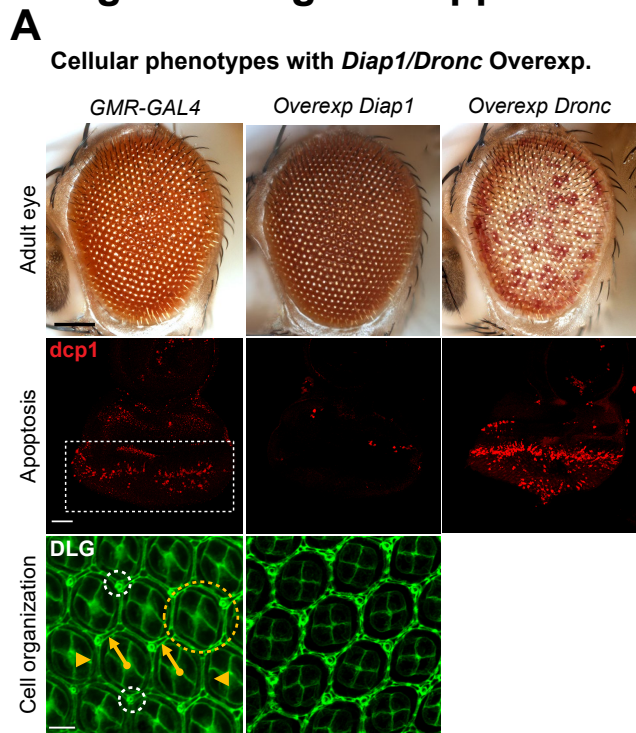 A
Cellular phenotypes with Diap1/Dronc Overexp.
GMR-GAL4 Overexp Diap1 Overexp Dronc
Adult eye
dcp1
Apoptosis
DLG
Cell organization